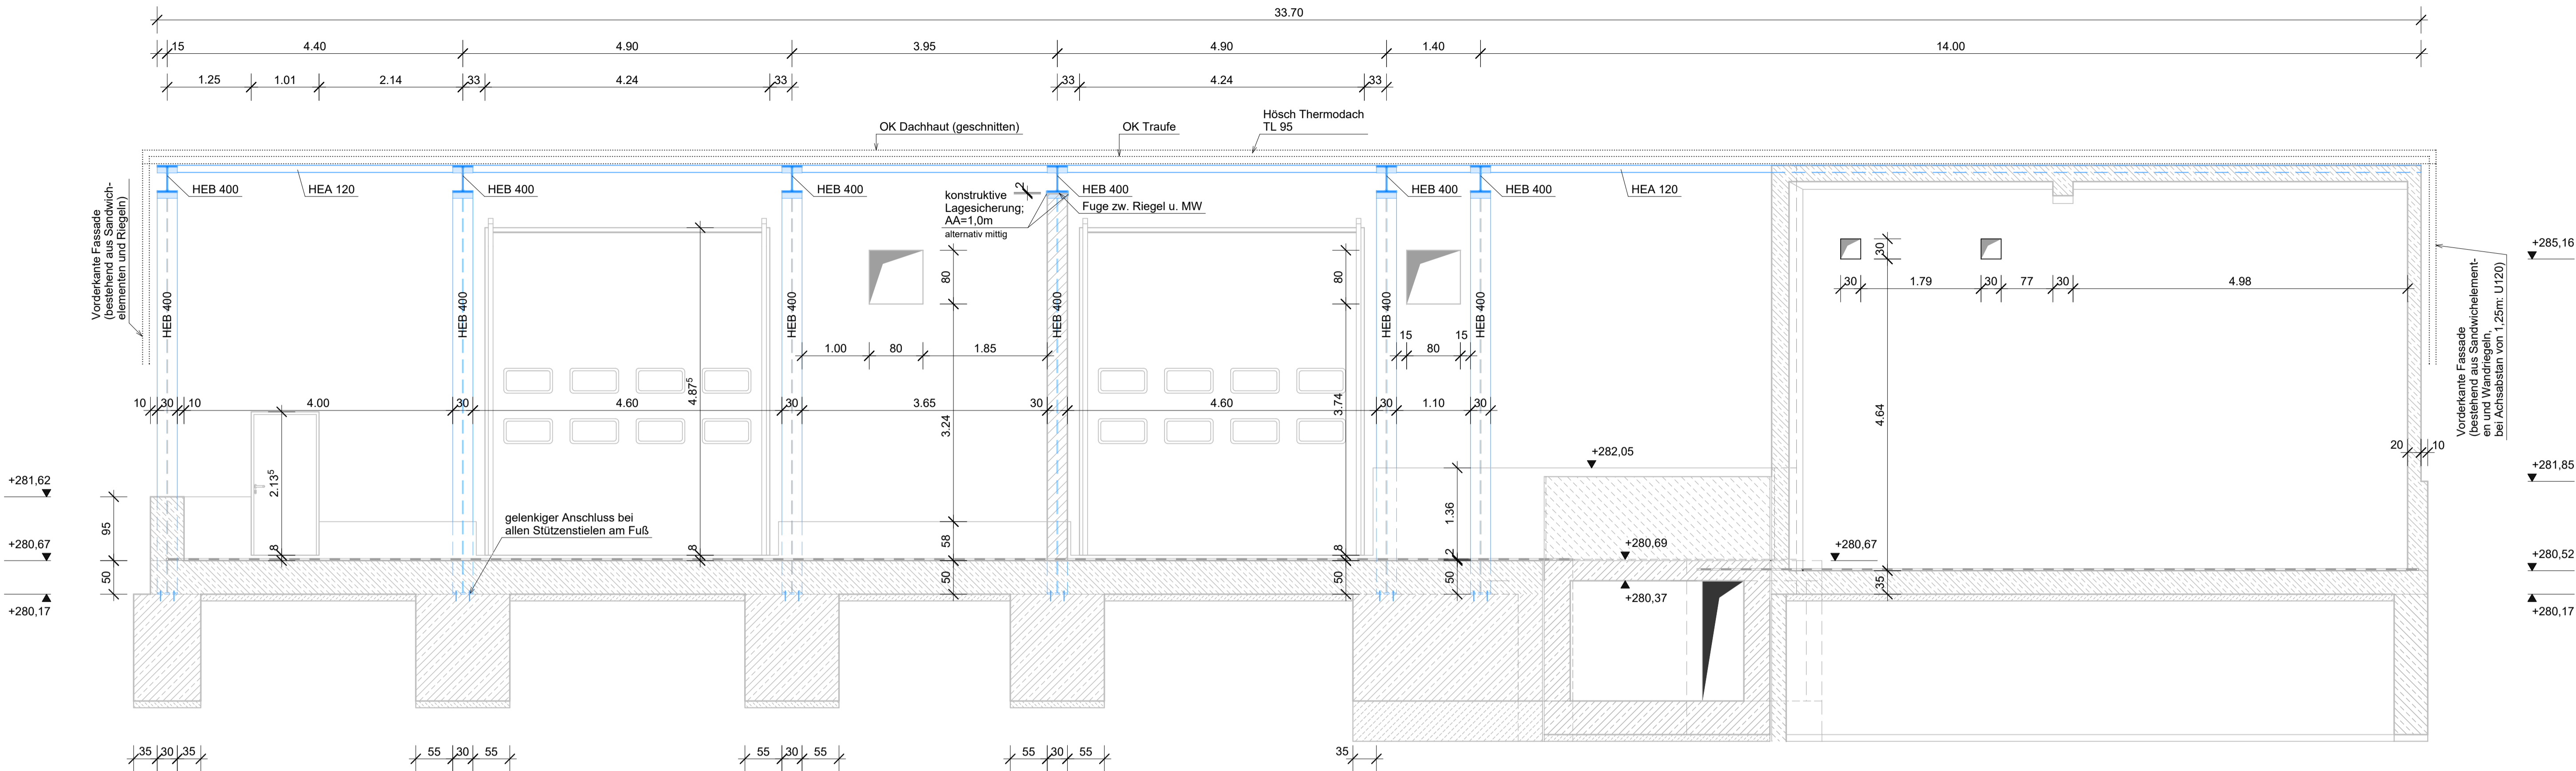 33.70
15 4.40 4.90 3.95 4.90 1.40 14.00
1.25 1.01 2.14 33 4.24 33 33 4.24 33
OK Dachhaut (geschnitten)
OK Traufe
Hösch Thermodach
TL 95
HEB 400
HEA 120
HEB 400
HEB 400
HEB 400
HEB 400
HEB 400
HEA 120
konstruktive
Lagesicherung;
AA=1,0m
alternativ mittig
2
Fuge zw. Riegel u. MW
Vorderkante Fassade
(bestehend aus Sandwich-
elementen und Riegeln)
HEB 400
HEB 400
HEB 400
HEB 400
HEB 400
HEB 400
80
80
30
+285,16
30 1.79 30 77 30 4.98
1.00 80 1.85
15 80 15
4.87⁵
3.24
3.74
4.64
Vorderkante Fassade
(bestehend aus Sandwichelement-
en und Wandriegeln,
bei Achsabstan von 1,25m: U120)
10 30 10 4.00 30 4.60 30 3.65 30 4.60 30 1.10 30
20 10
2.13⁵
+282,05
+281,62
+281,85
95
1.36
gelenkiger Anschluss bei
allen Stützenstielen am Fuß
8
8
58
8
2
+280,67
+280,69
+280,67
+280,52
50
50
50
50
35
+280,37
+280,17
+280,17
35 30 35 55 30 55 55 30 55 55 30 55 35